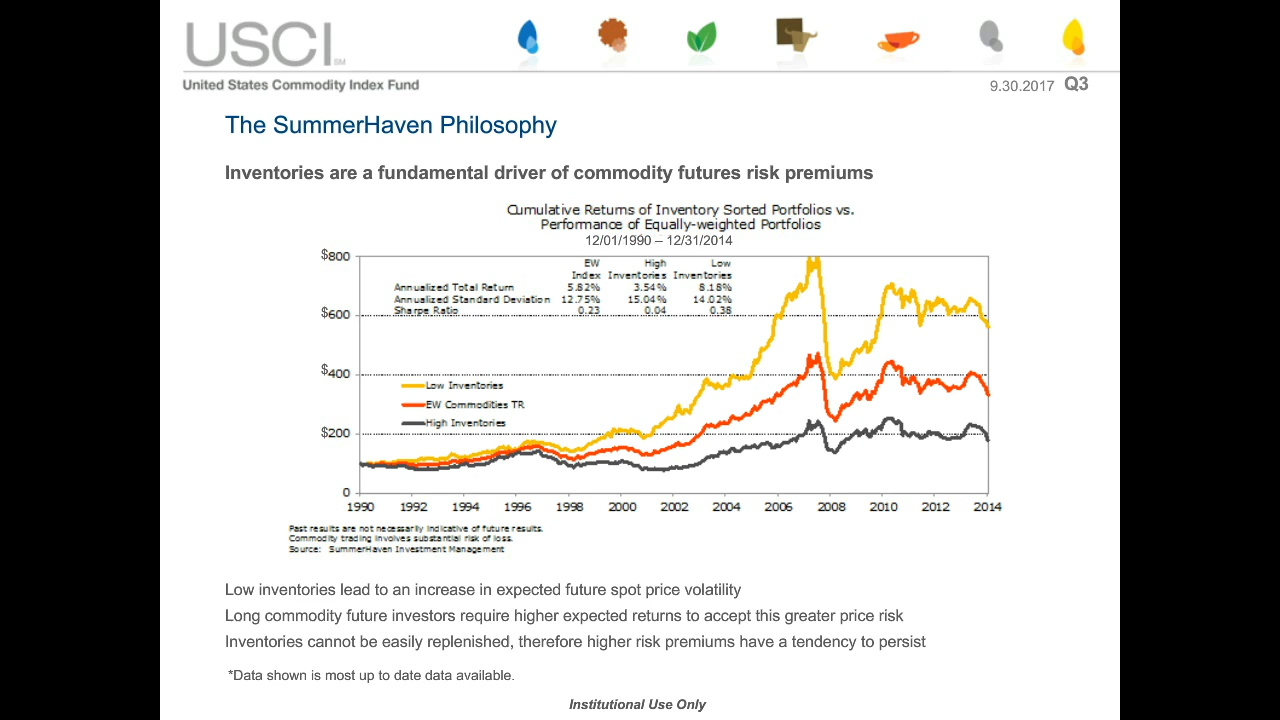 USCI SM
United States Commodity Index Fund
9.30.2017 Q3
The SummerHaven Philosophy
Inventories are a fundamental driver of commodity futures risk premiums
Cumulative Returns of Inventory Sorted Portfolios vs.
Performance of Equally-weighted Portfolios
12/01/1990 – 12/31/2014
$800
$600
$400
$200
0
EW High Low
Index Inventories Inventories
Annualized Total Return 5.82% 3.54% 8.18%
Annualized Standard Deviation 12.75% 15.04% 14.02%
Sharpe Ratio 0.23 0.04 0.38
Low Inventories
EW Commodities TR
High Inventories
1990 1992 1994 1996 1998 2000 2002 2004 2006 2008 2010 2012 2014
Past results are not necessarily indicative of future results.
Commodity trading involves substantial risk of loss.
Source: SummerHaven Investment Management
Low inventories lead to an increase in expected future spot price volatility
Long commodity future investors require higher expected returns to accept this greater price risk
Inventories cannot be easily replenished, therefore higher risk premiums have a tendency to persist
*Data shown is most up to date data available.
Institutional Use Only